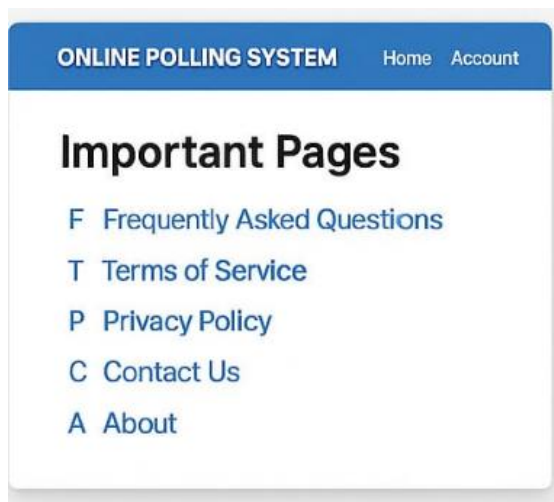 ONLINE POLLING SYSTEM Home Account
Important Pages
F Frequently Asked Questions
T Terms of Service
P Privacy Policy
C Contact Us
A About